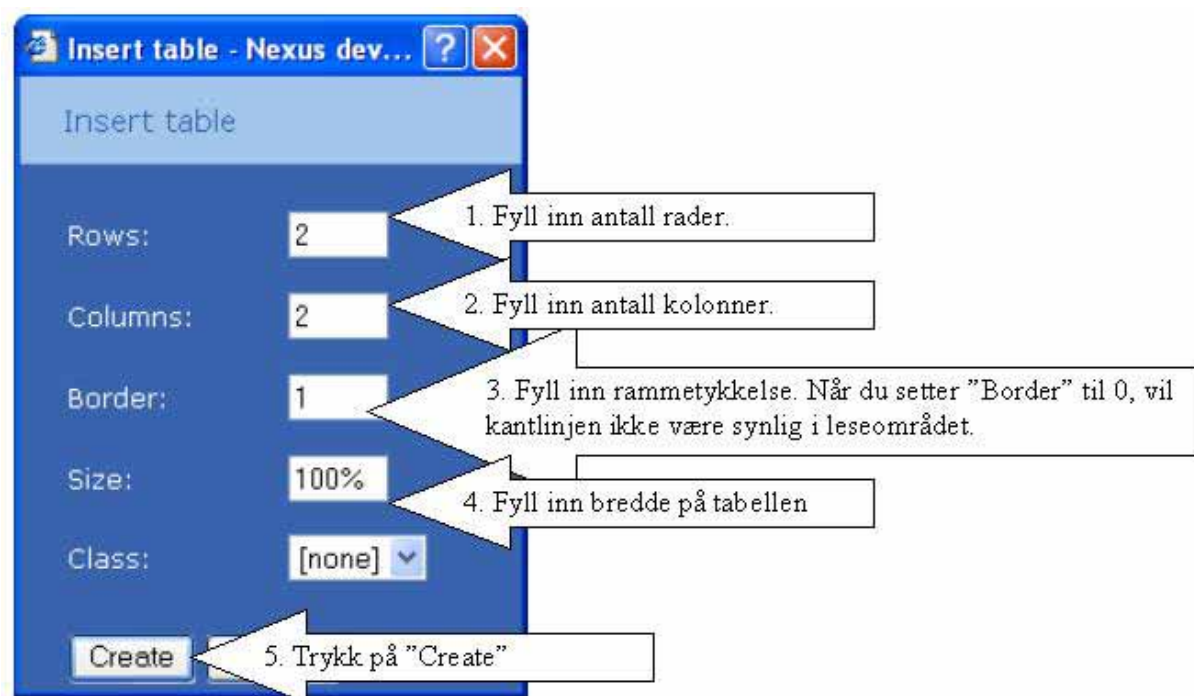 Insert table - Nexus dev...
Insert table
Rows: 2
1. Fyll inn antall rader.
Columns: 2
2. Fyll inn antall kolonner.
Border: 1
3. Fyll inn rammetykkelse. Når du setter ”Border” til 0, vil
kantlinjen ikke være synlig i leseområdet.
Size: 100%
4. Fyll inn bredde på tabellen
Class: [none]
Create
5. Trykk på ”Create”